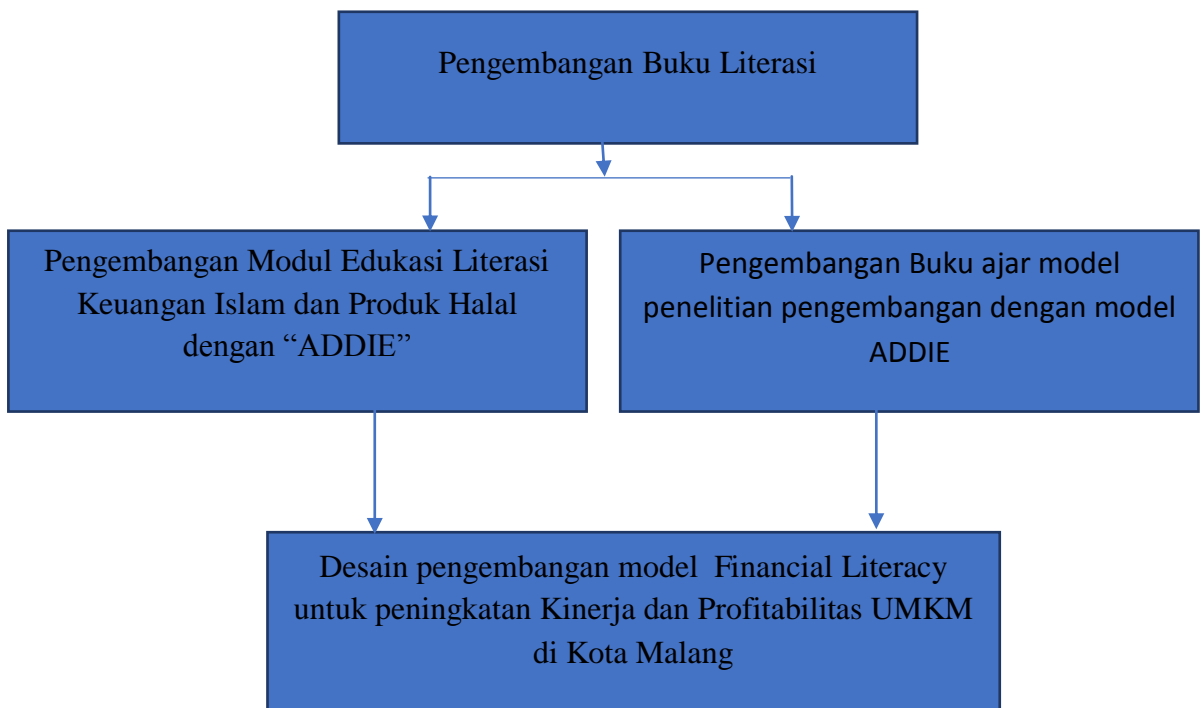 Pengembangan Buku Literasi
Pengembangan Modul Edukasi Literasi
Keuangan Islam dan Produk Halal
dengan “ADDIE”
Pengembangan Buku ajar model
penelitian pengembangan dengan model
ADDIE
Desain pengembangan model Financial Literacy
untuk peningkatan Kinerja dan Profitabilitas UMKM
di Kota Malang